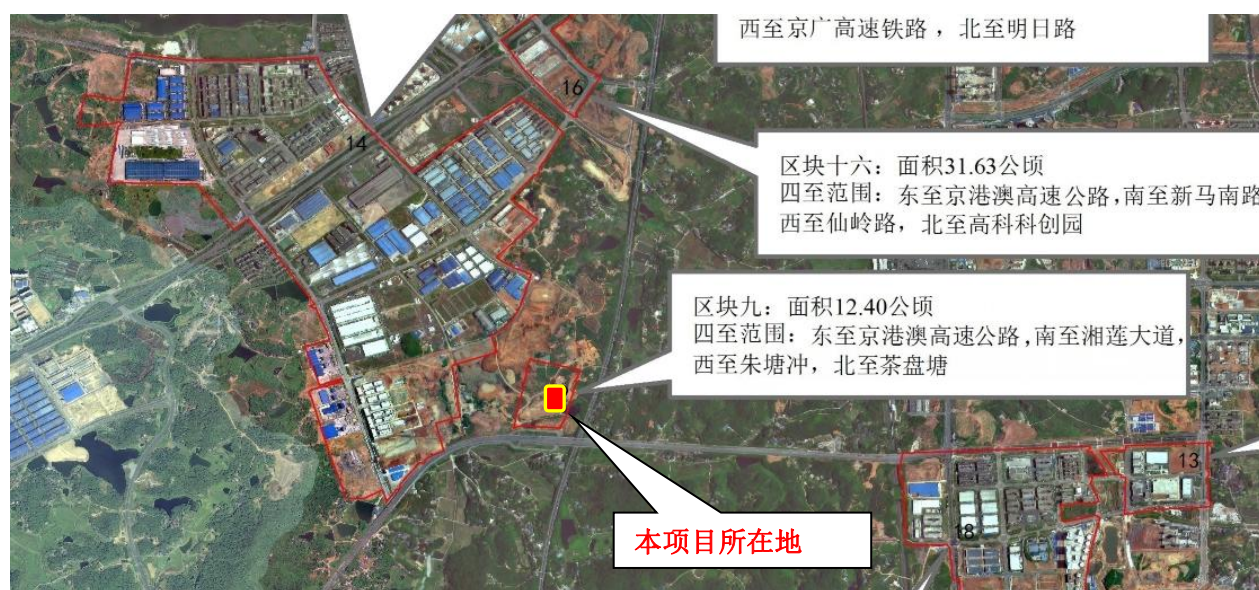 西至京广高速铁路，北至明日路
16
14
区块十六：面积31.63公顷
四至范围：东至京港澳高速公路，南至新马南路
西至仙岭路，北至高科科创园
区块九：面积12.40公顷
四至范围：东至京港澳高速公路，南至湘莲大道，
西至朱塘冲，北至茶盘塘
13
18
本项目所在地